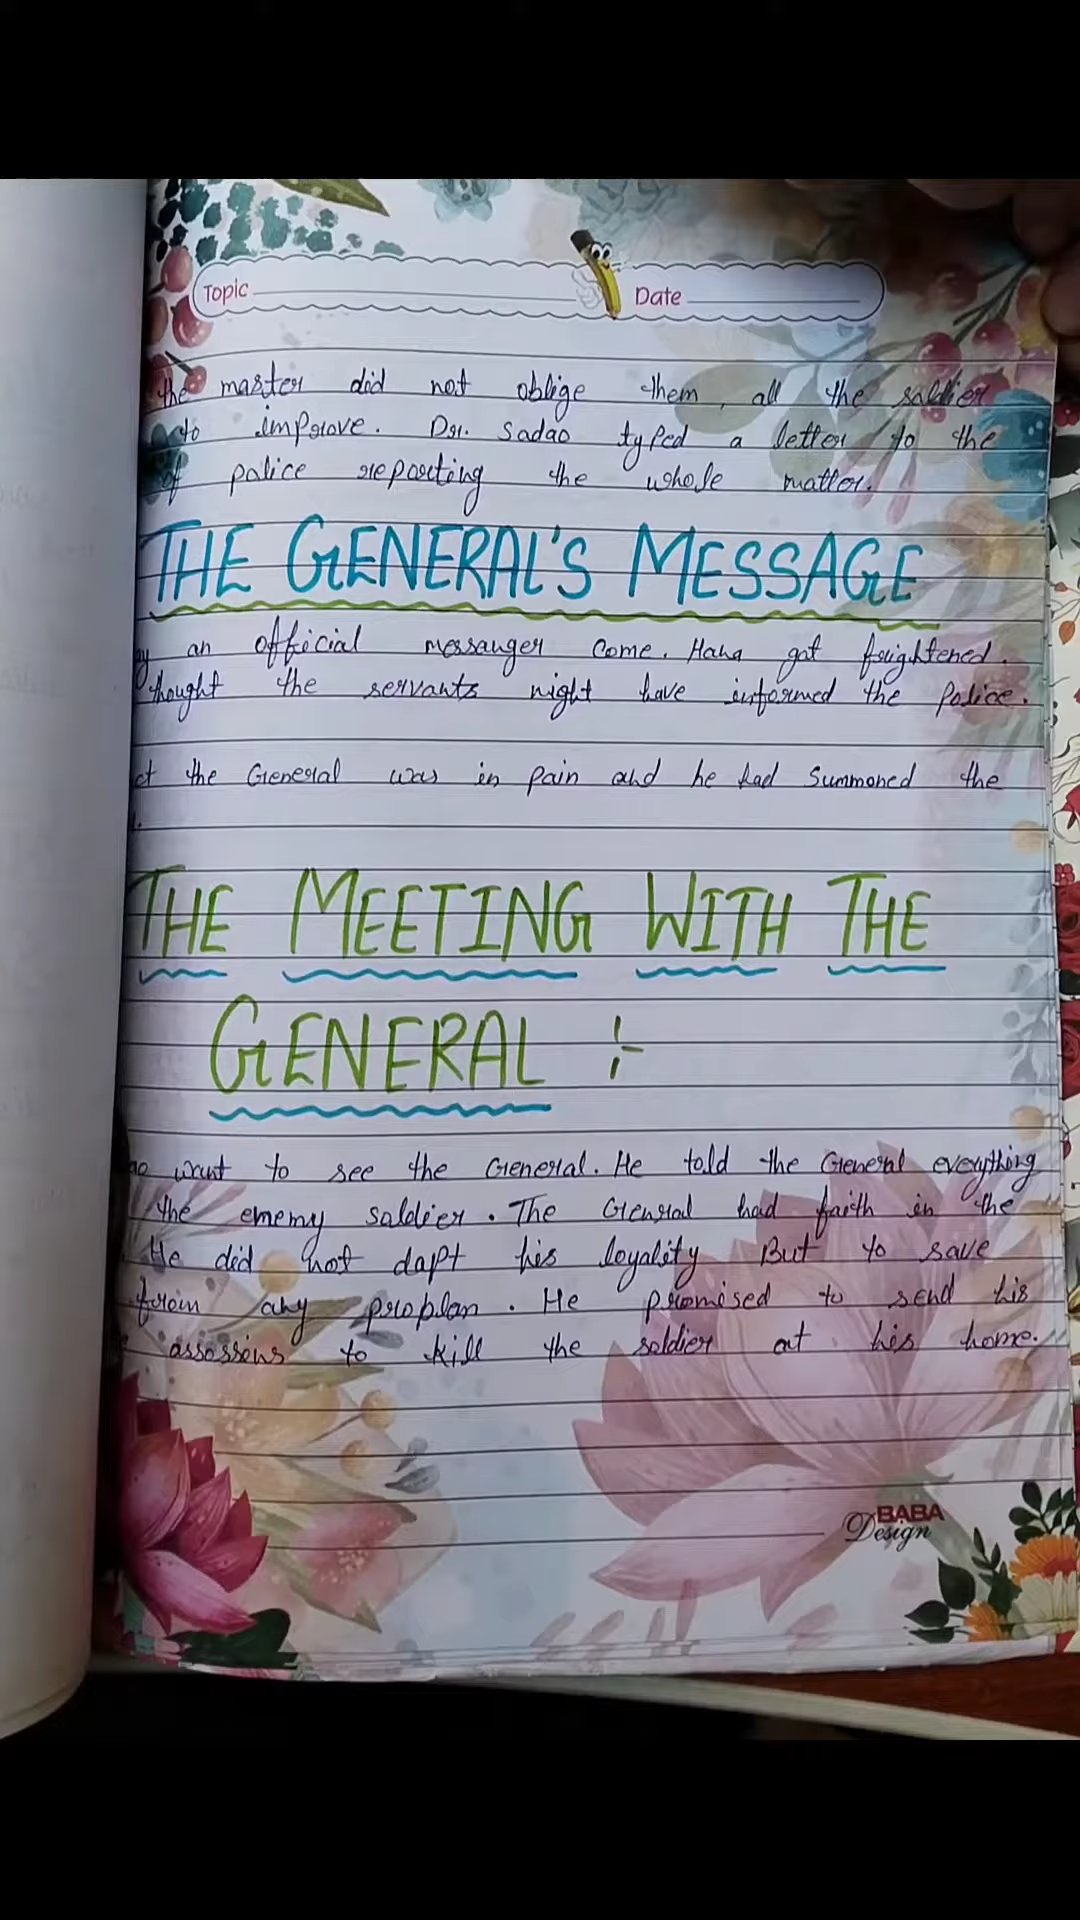 Topic
Date
the master did not oblige them, all the soldier
to improve. Dr. Sadao typed a letter to the
of police reporting the whole matter.
THE GENERAL'S MESSAGE
an official messanger come. Hana got frightened.
thought the servants night have informed the Police.
the General was in pain and he had summoned the
THE MEETING WITH THE
GENERAL :-
want to see the General. He told the General everything
the enemy soldier. The General had faith in the
He did not dapt his loyality But to save
from any proplem. He promised to send his
assossins to kill the soldier at his home.
BABA
Design